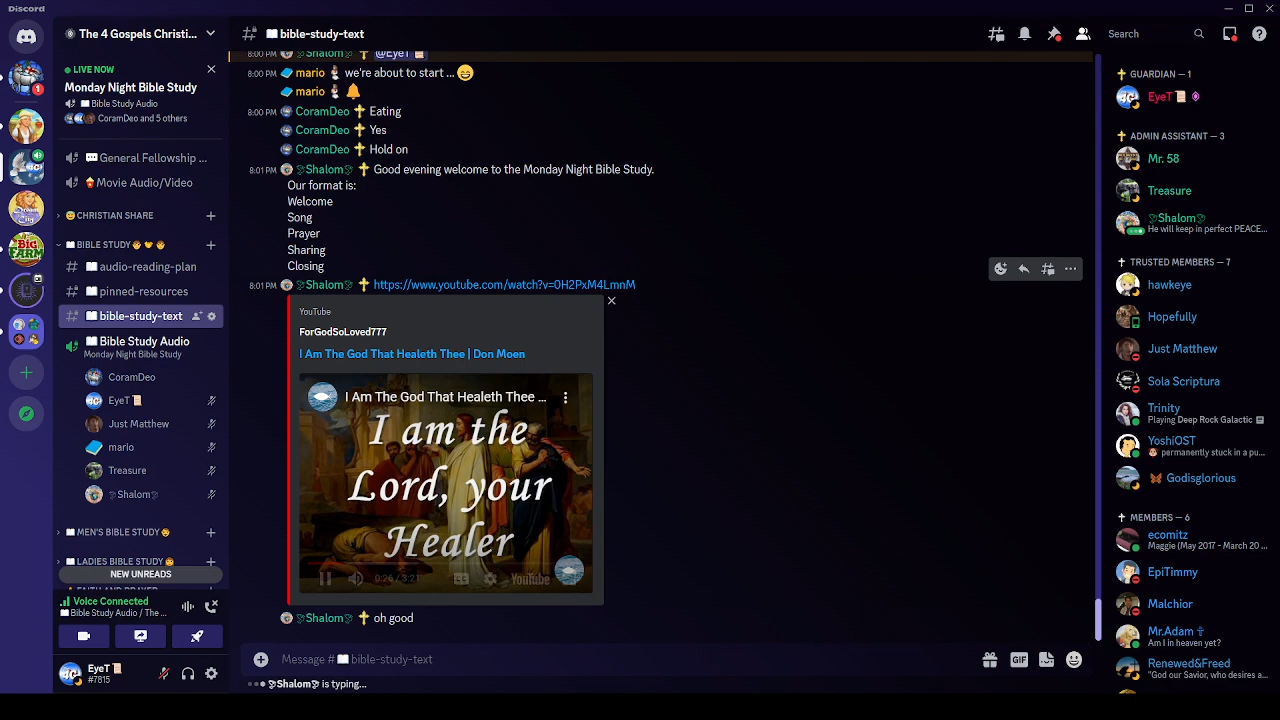 Discord
The 4 Gospels Christi...
bible-study-text
Search
LIVE NOW
Monday Night Bible Study
Bible Study Audio
CoramDeo and 5 others
General Fellowship ...
Movie Audio/Video
CHRISTIAN SHARE
BIBLE STUDY
audio-reading-plan
pinned-resources
bible-study-text
Bible Study Audio
Monday Night Bible Study
CoramDeo
EyeT
Just Matthew
mario
Treasure
Shalom
MEN'S BIBLE STUDY
LADIES BIBLE STUDY
NEW UNREADS
Voice Connected
Bible Study Audio / The ...
EyeT
#7815
8:00 PM Shalom @EyeT
8:00 PM mario we're about to start ...
mario
8:00 PM CoramDeo Eating
CoramDeo Yes
CoramDeo Hold on
8:01 PM Shalom Good evening welcome to the Monday Night Bible Study.
Our format is:
Welcome
Song
Prayer
Sharing
Closing
8:01 PM Shalom https://www.youtube.com/watch?v=0H2PxM4LmnM
YouTube
ForGodSoLoved777
I Am The God That Healeth Thee | Don Moen
I Am The God That Healeth Thee ...
I am the
Lord, your
Healer
0:26 / 3:21
YouTube
Shalom oh good
Message # bible-study-text
GIF
Shalom is typing...
GUARDIAN — 1
EyeT
ADMIN ASSISTANT — 3
Mr. 58
Treasure
Shalom
He will keep in perfect PEACE...
TRUSTED MEMBERS — 7
hawkeye
Hopefully
Just Matthew
Sola Scriptura
Trinity
Playing Deep Rock Galactic
YoshiOST
permanently stuck in a pu...
Godisglorious
MEMBERS — 6
ecomitz
Maggie (May 2017 - March 20 ...
EpiTimmy
Malchior
Mr.Adam
Am I in heaven yet?
Renewed&Freed
"God our Savior, who desires a...